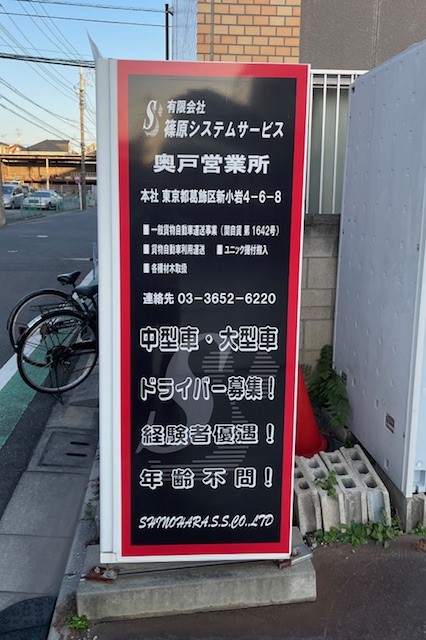 有限会社
篠原システムサービス
奥戸営業所
本社 東京都葛飾区新小岩4-6-8
■一般貨物自動車運送事業（関自貨 第1642号）
■貨物自動車利用運送 ■ユニック据付搬入
■各種材木取扱
連絡先 03-3652-6220
中型車・大型車
ドライバー募集！
経験者優遇！
年齢不問！
SHINOHARA.S.S.CO.,LTD